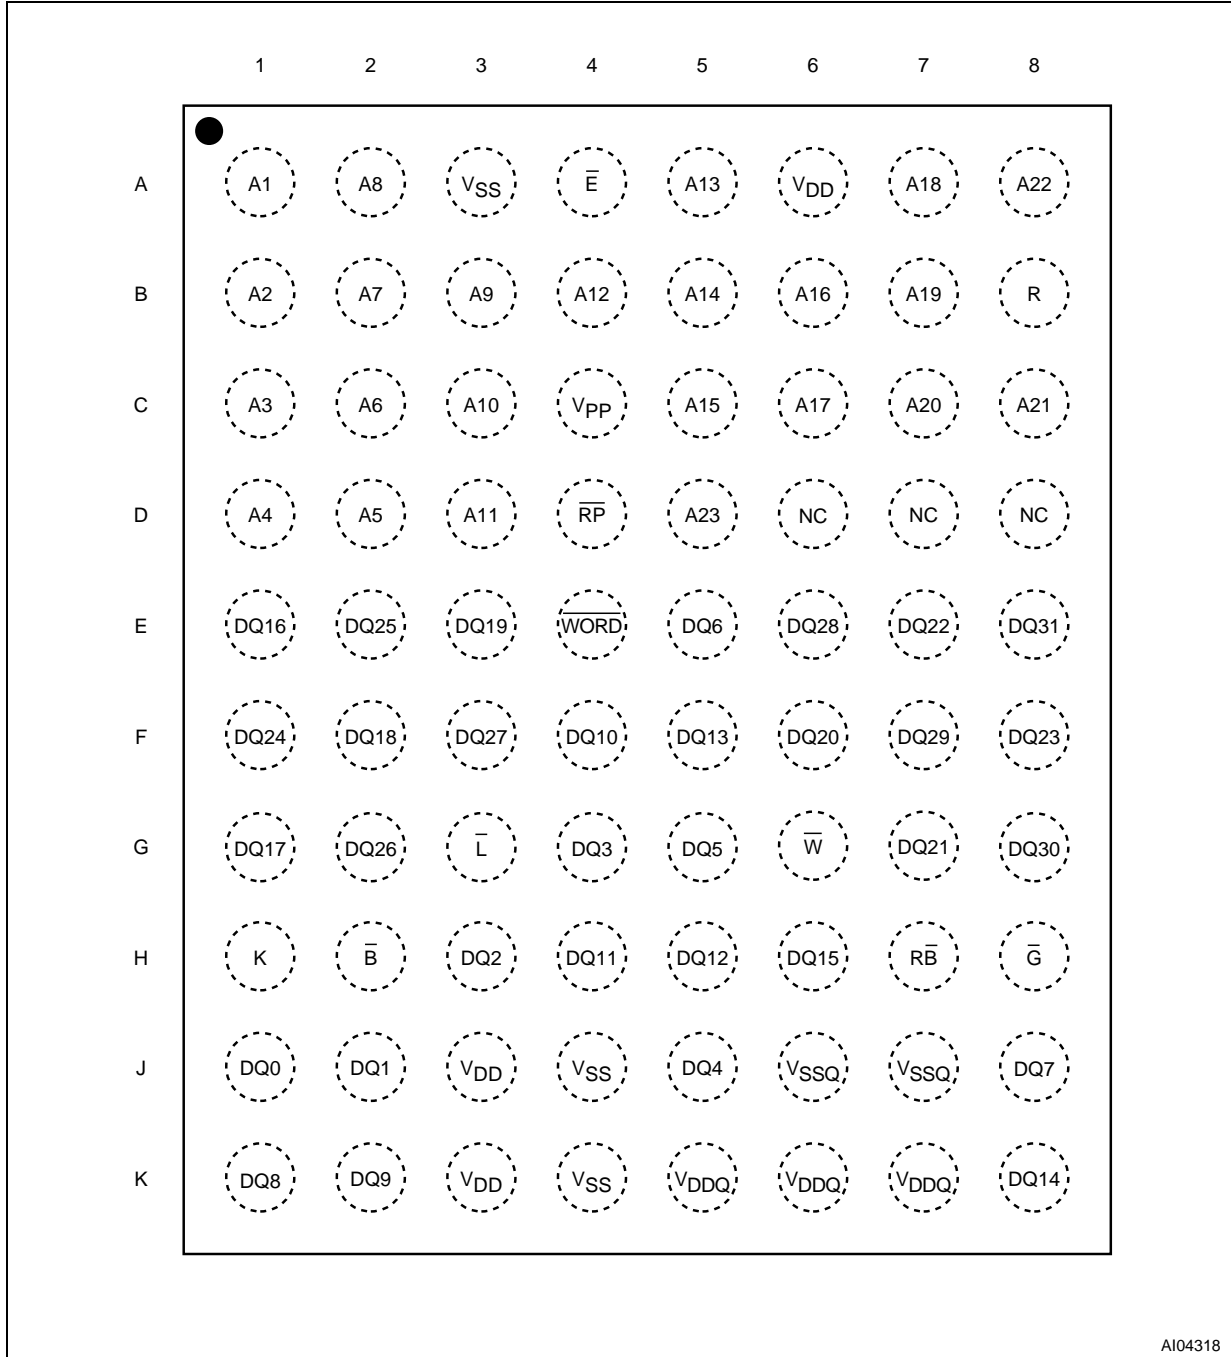 1 2 3 4 5 6 7 8
A A1 A8 VSS E̅ A13 VDD A18 A22
B A2 A7 A9 A12 A14 A16 A19 R
C A3 A6 A10 VPP A15 A17 A20 A21
D A4 A5 A11 R̅P̅ A23 NC NC NC
E DQ16 DQ25 DQ19 W̅O̅R̅D̅ DQ6 DQ28 DQ22 DQ31
F DQ24 DQ18 DQ27 DQ10 DQ13 DQ20 DQ29 DQ23
G DQ17 DQ26 L̅ DQ3 DQ5 W̅ DQ21 DQ30
H K B̅ DQ2 DQ11 DQ12 DQ15 RB̅ G̅
J DQ0 DQ1 VDD VSS DQ4 VSSQ VSSQ DQ7
K DQ8 DQ9 VDD VSS VDDQ VDDQ VDDQ DQ14
AI04318